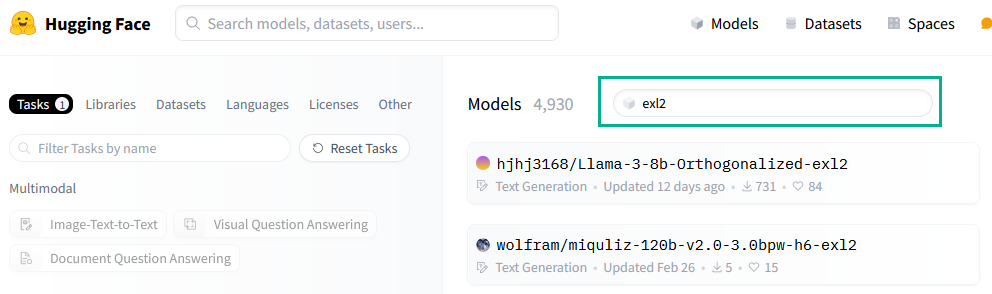 Hugging Face
Search models, datasets, users...
Models
Datasets
Spaces
Tasks 1
Libraries
Datasets
Languages
Licenses
Other
Filter Tasks by name
Reset Tasks
Multimodal
Image-Text-to-Text
Visual Question Answering
Document Question Answering
Models 4,930
exl2
hjhj3168/Llama-3-8b-Orthogonalized-exl2
Text Generation • Updated 12 days ago • 731 • 84
wolfram/miquliz-120b-v2.0-3.0bpw-h6-exl2
Text Generation • Updated Feb 26 • 5 • 15